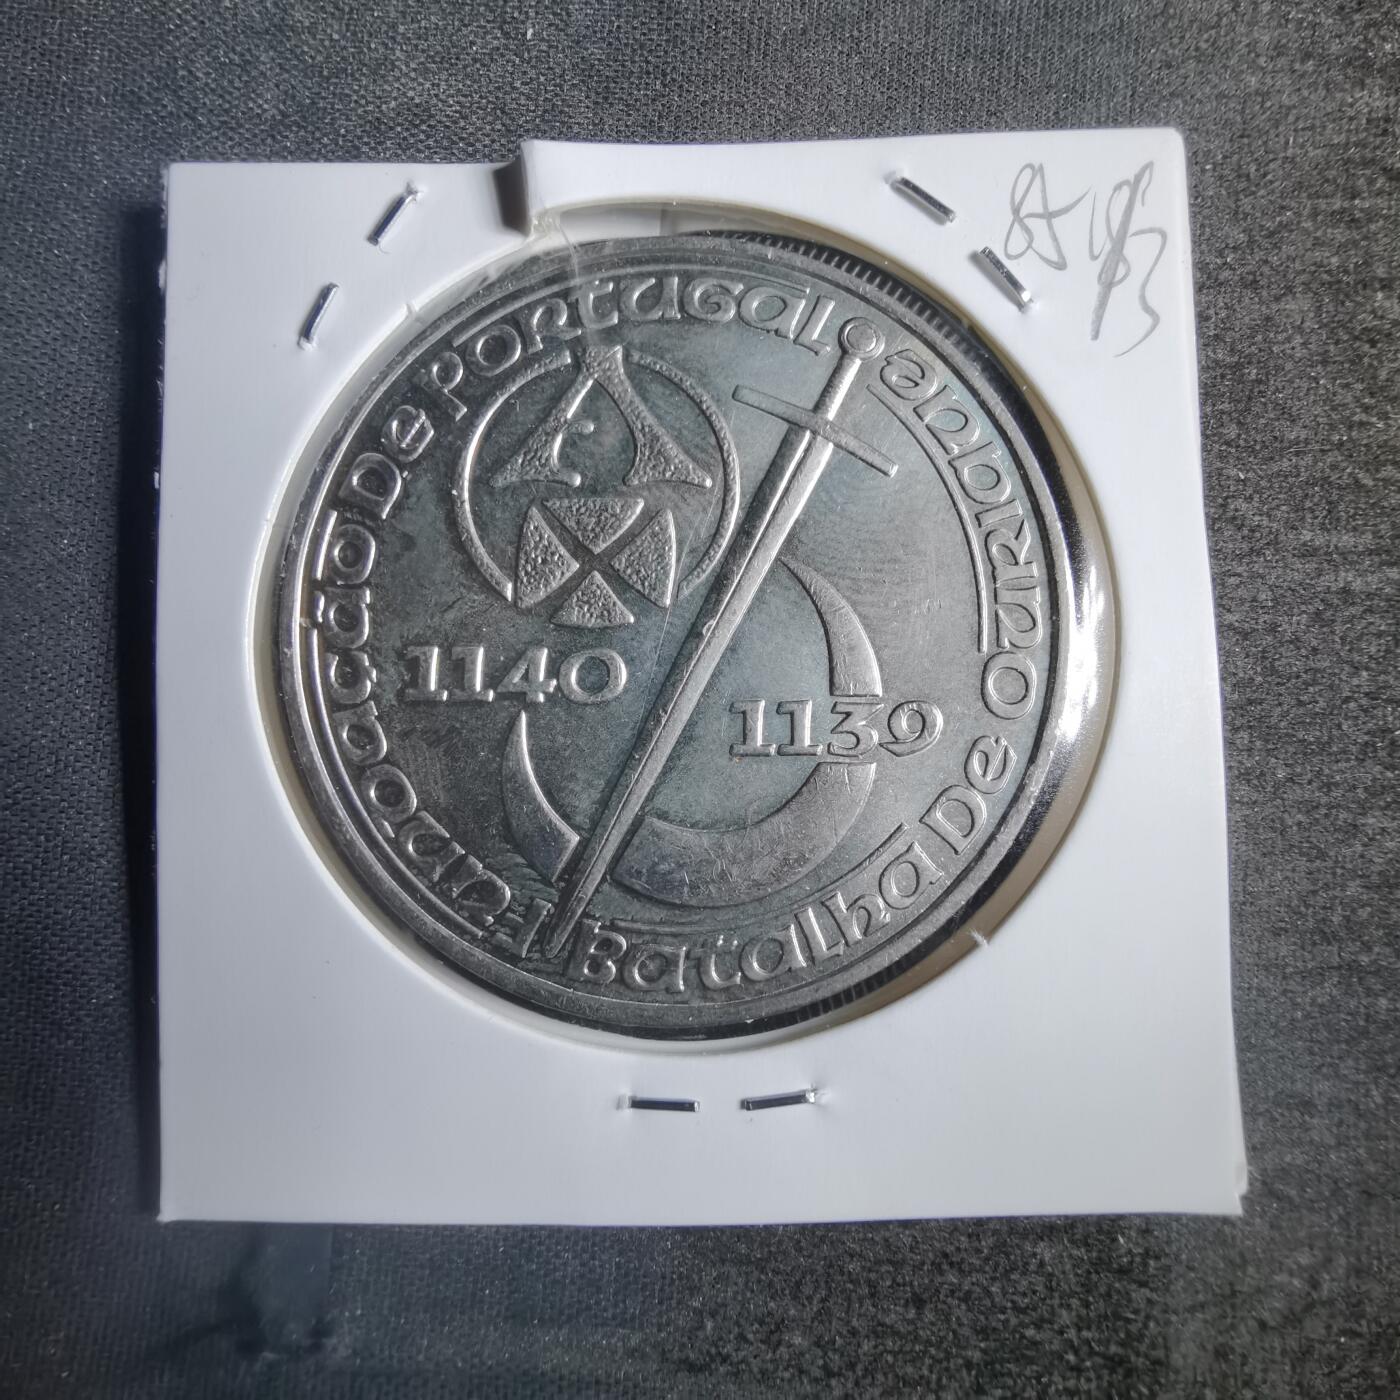 FUNDAÇÃO DE PORTUGAL
BATALHA DE OURIQUE
1140
1139